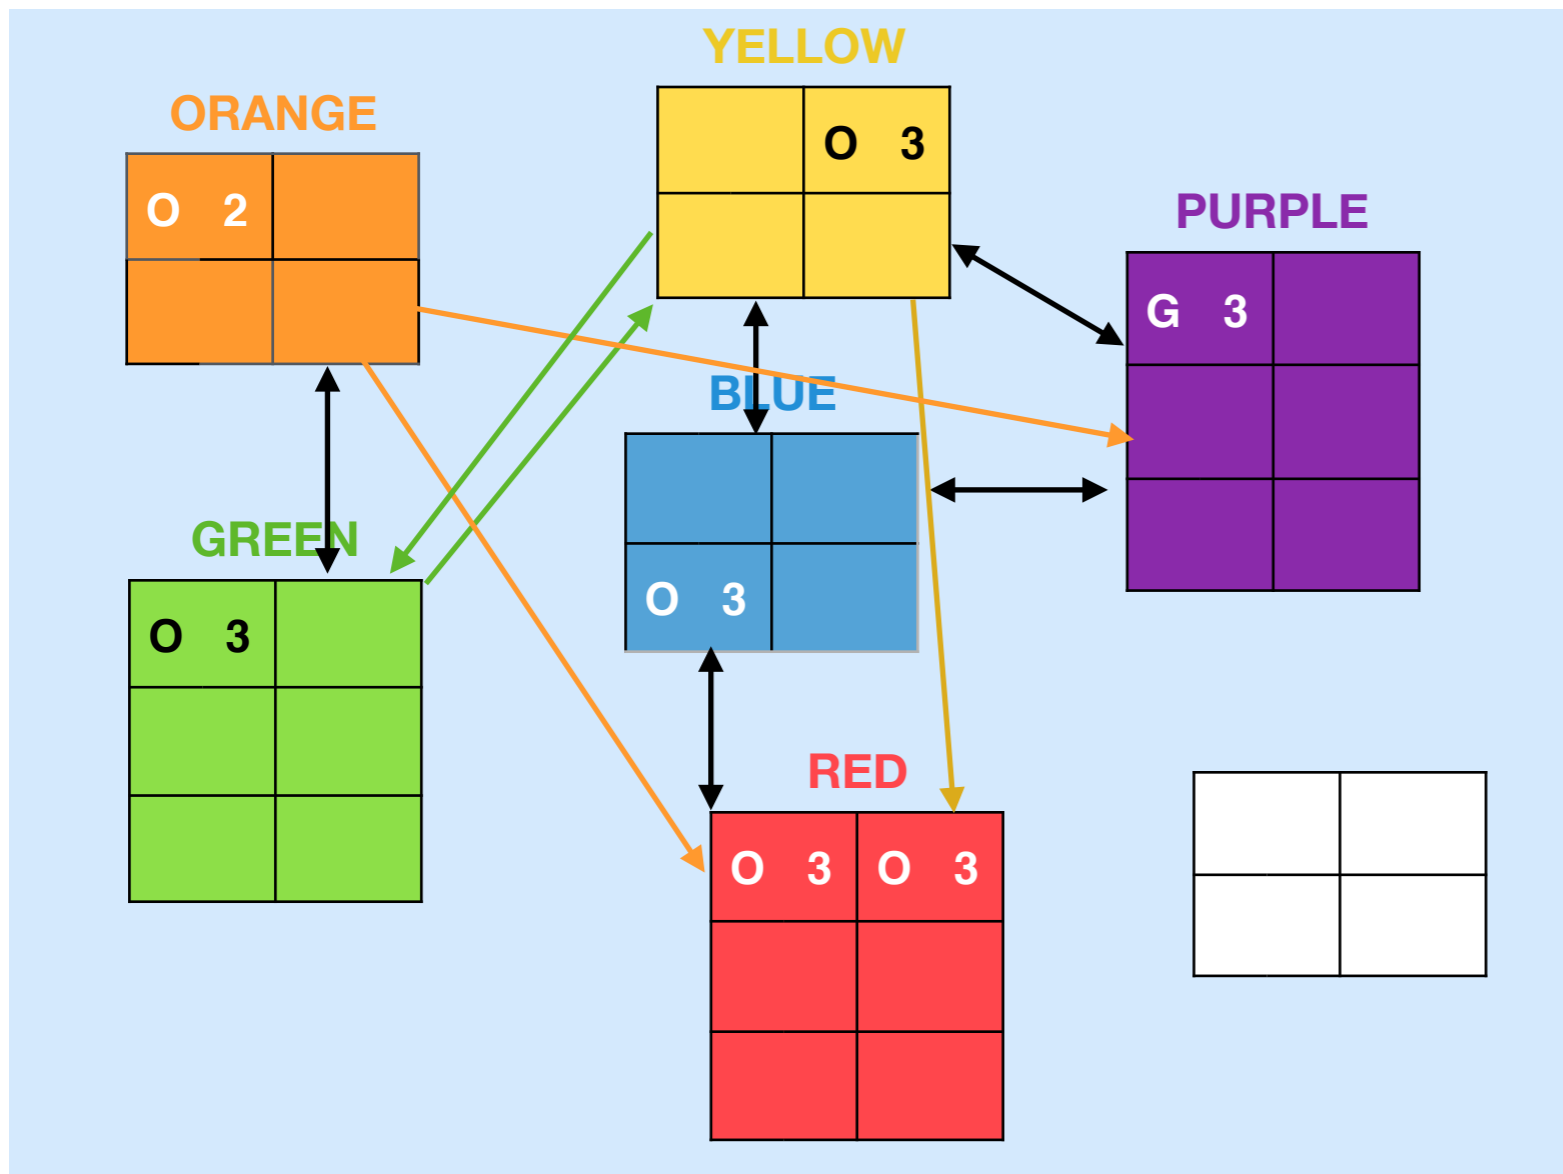 YELLOW
ORANGE
O 3
O 2
PURPLE
G 3
BLUE
GREEN
O 3
O 3
RED
O 3 O 3